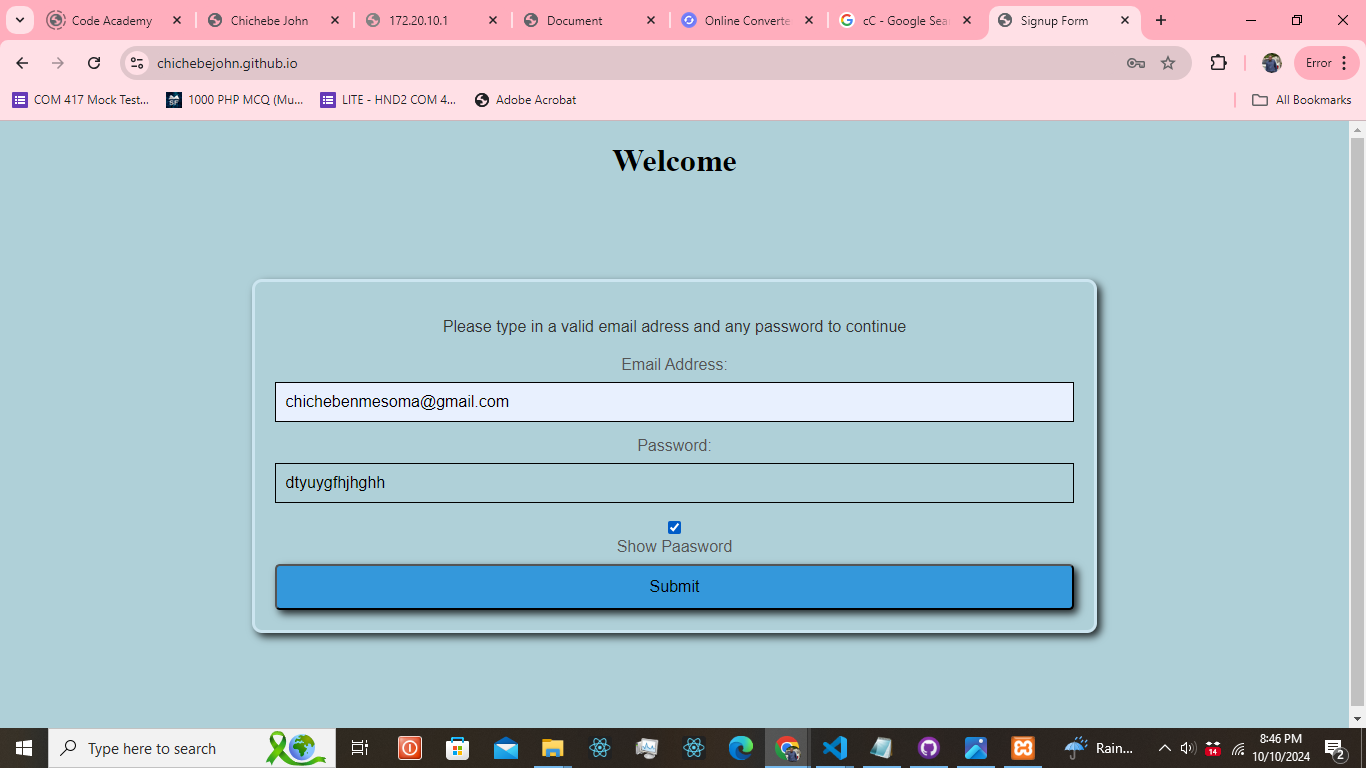 Code Academy
Chichebe John
172.20.10.1
Document
Online Converte
cC - Google Sea
Signup Form
chichebejohn.github.io
Error
COM 417 Mock Test...
1000 PHP MCQ (Mu...
LITE - HND2 COM 4...
Adobe Acrobat
All Bookmarks
Welcome
Please type in a valid email adress and any password to continue
Email Address:
chichebenmesoma@gmail.com
Password:
dtyuygfhjhghh
Show Paasword
Submit
Type here to search
Rain...
14
8:46 PM
10/10/2024
2